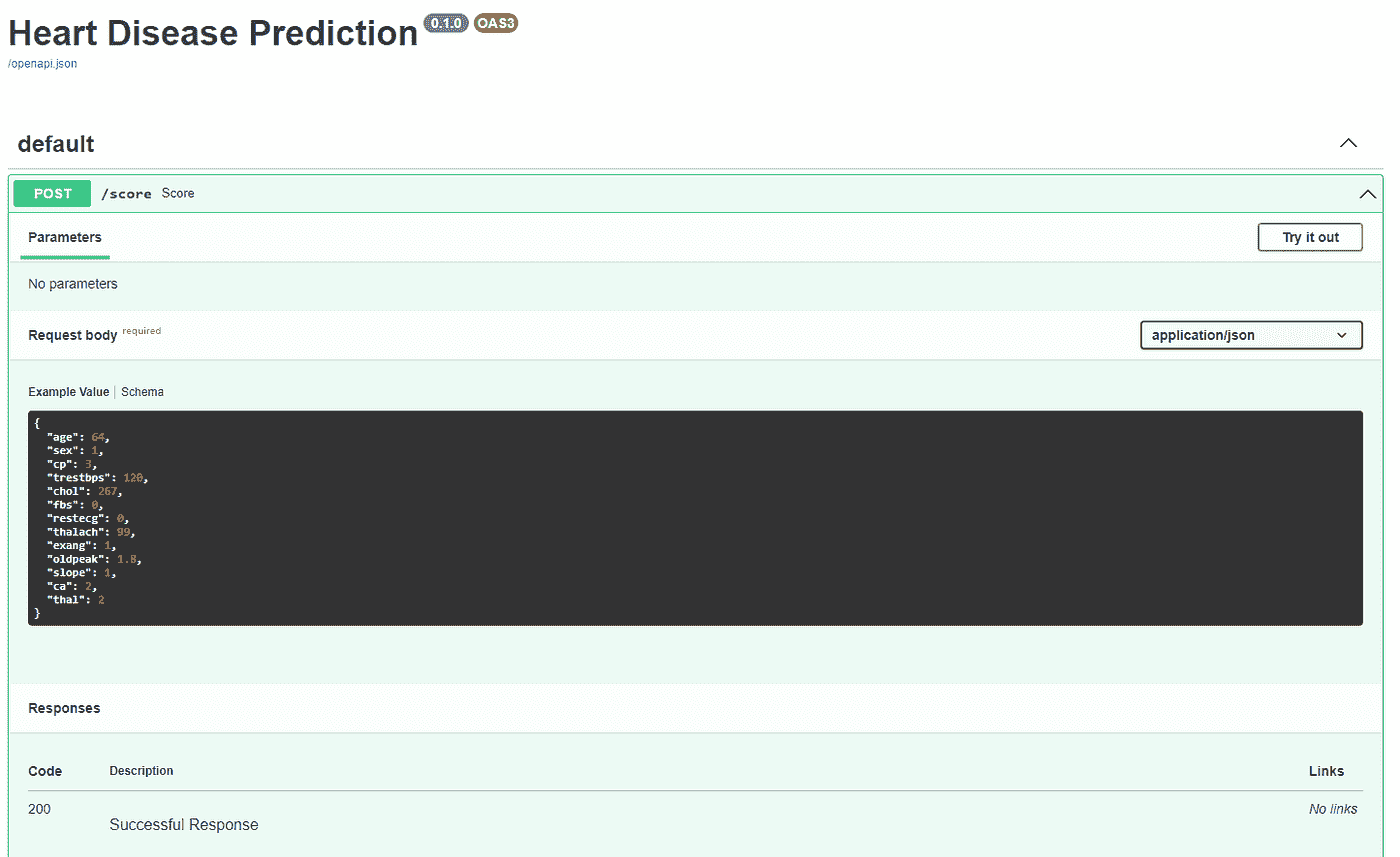 Heart Disease Prediction 0.1.0 OAS3
/openapi.json
default
POST /score Score
Parameters Try it out
No parameters
Request body required application/json
Example Value | Schema
{
"age": 64,
"sex": 1,
"cp": 3,
"trestbps": 120,
"chol": 267,
"fbs": 0,
"restecg": 0,
"thalach": 99,
"exang": 1,
"oldpeak": 1.8,
"slope": 1,
"ca": 2,
"thal": 2
}
Responses
Code Description Links
200 No links
Successful Response